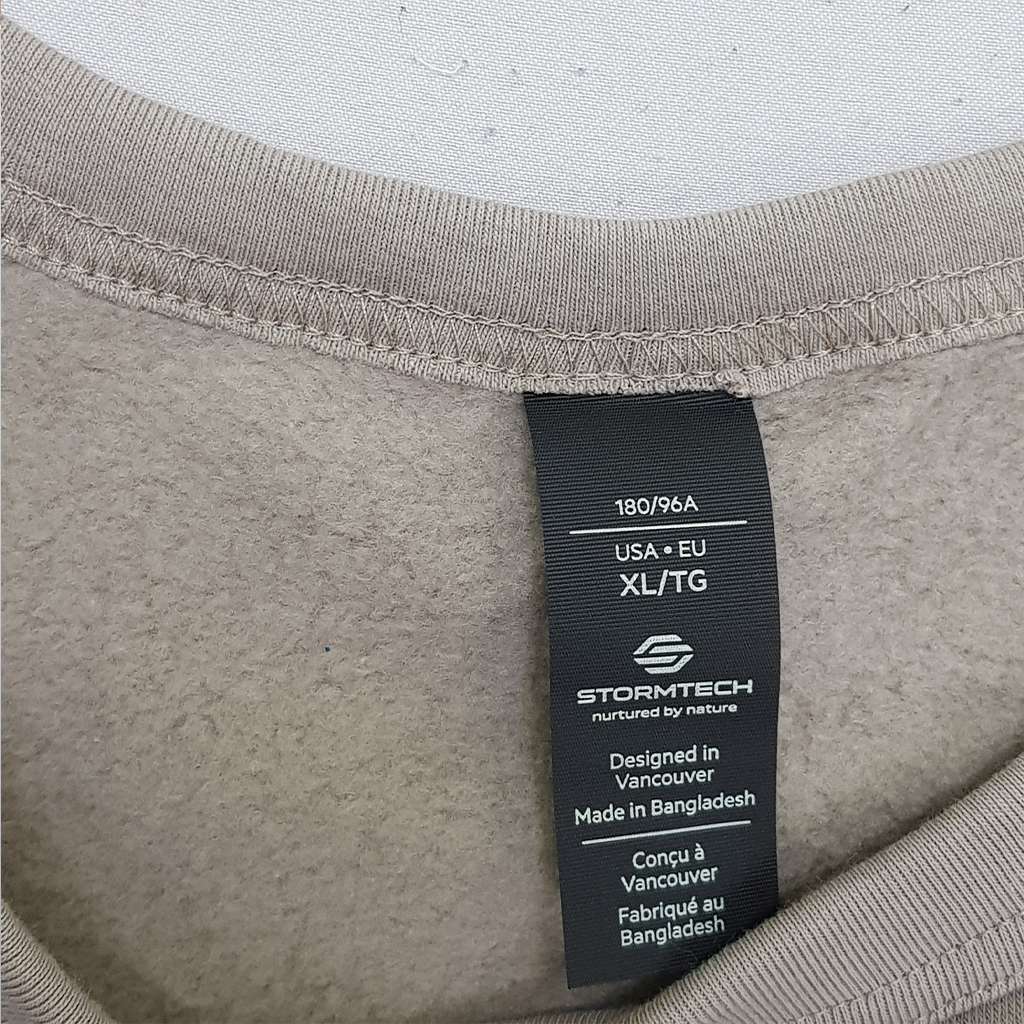 180/96A
USA • EU
XL/TG
STORMTECH
nurtured by nature
Designed in
Vancouver
Made in Bangladesh
Conçu à
Vancouver
Fabriqué au
Bangladesh